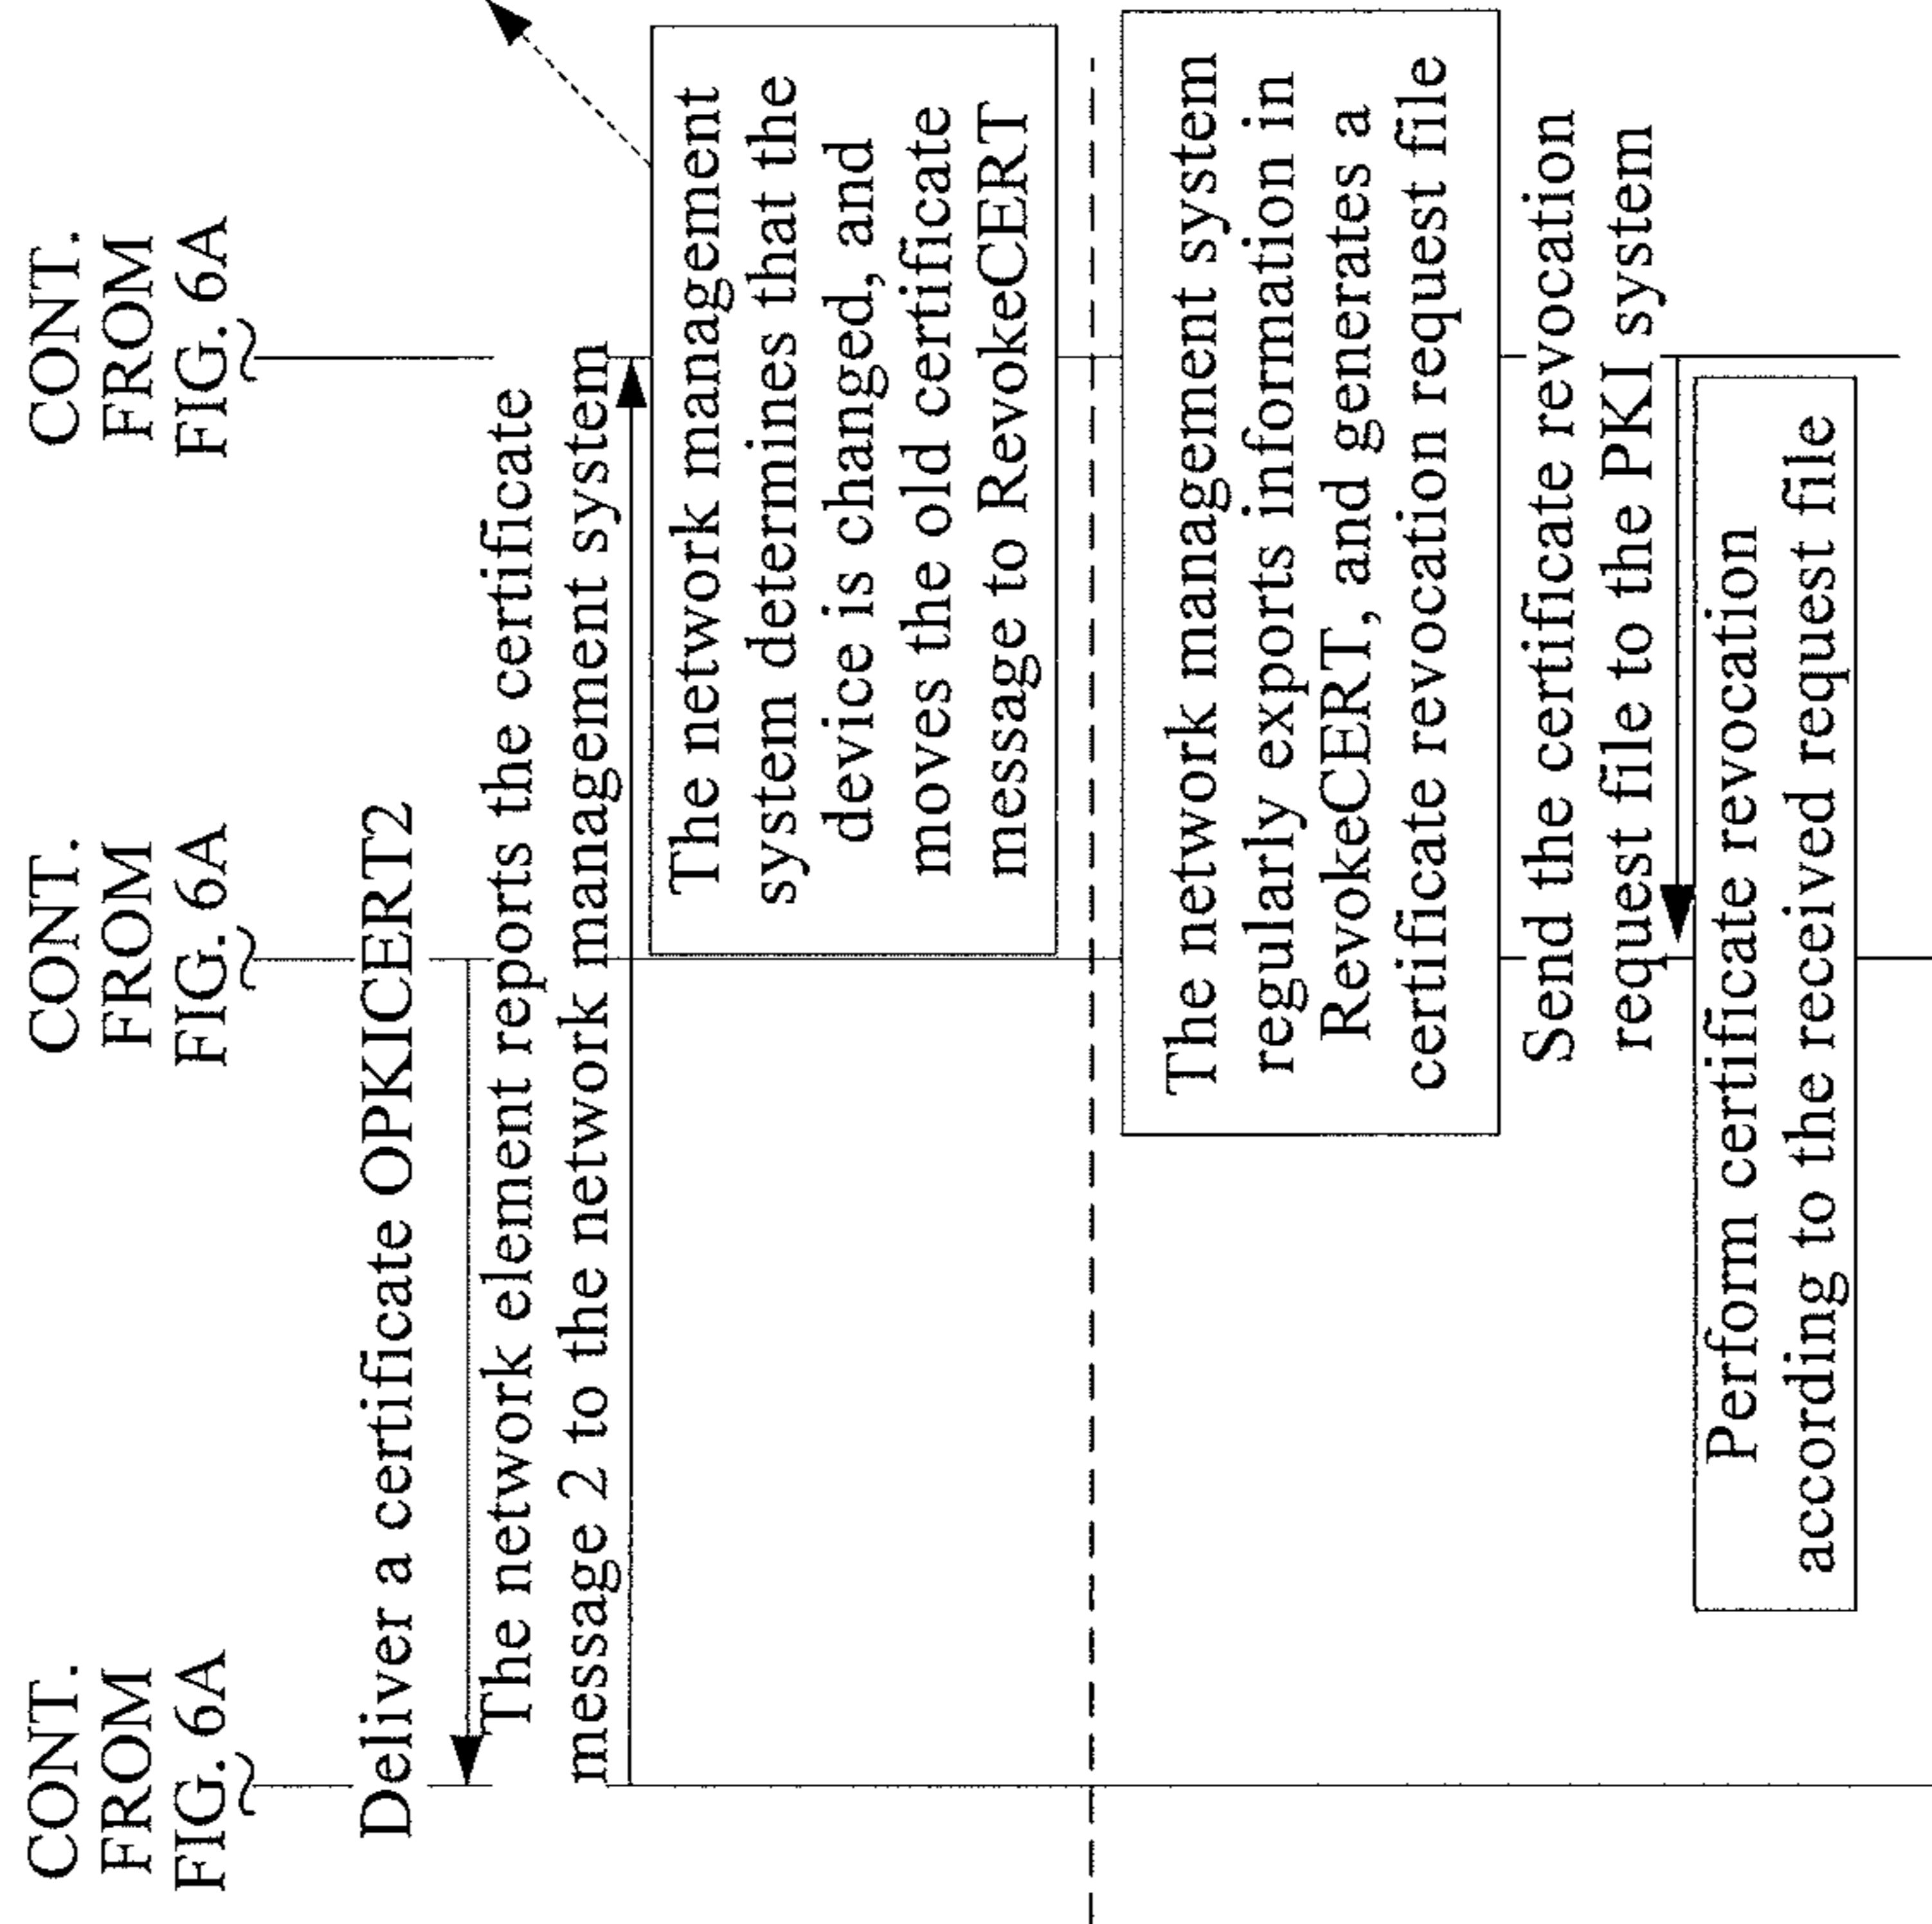 CONT.
FROM
FIG. 6A
CONT.
FROM
FIG. 6A
CONT.
FROM
FIG. 6A
Deliver a certificate OPKICERT2
The network element reports the certificate
message 2 to the network management system
The network management
system determines that the
device is changed, and
moves the old certificate
message to RevokeCERT
The network management system
regularly exports information in
RevokeCERT, and generates a
certificate revocation request file
Send the certificate revocation
request file to the PKI system
Perform certificate revocation
according to the received request file